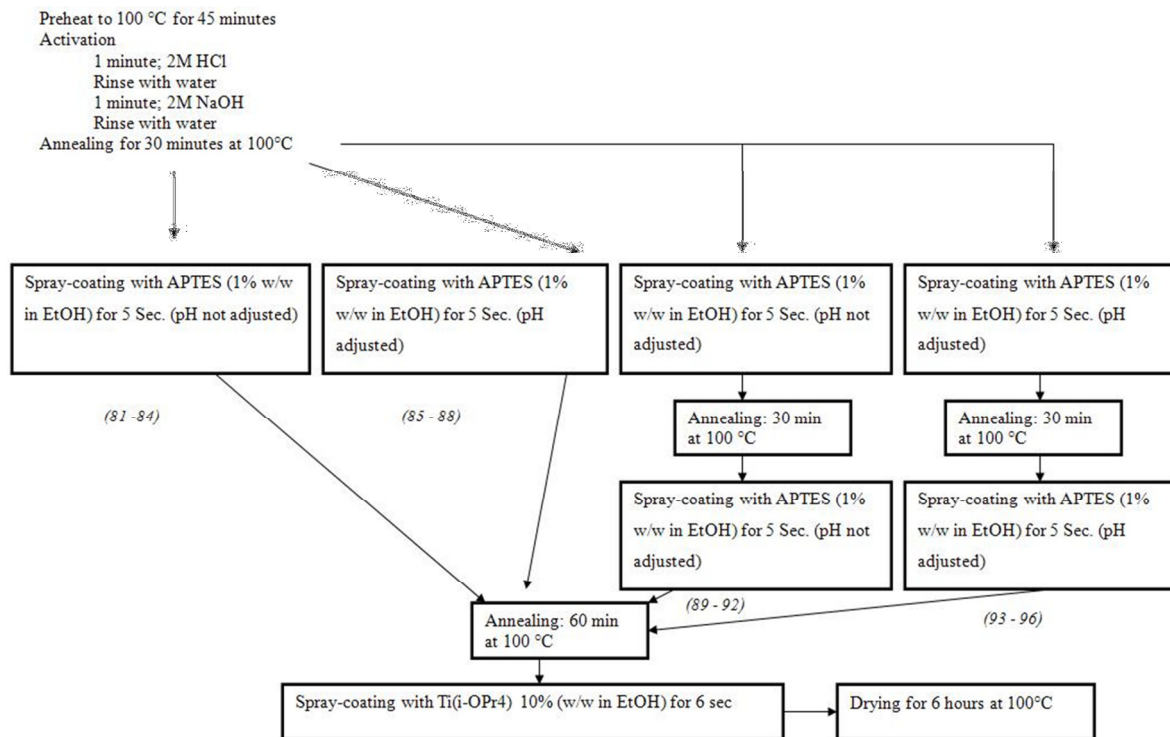 Preheat to 100 °C for 45 minutes
Activation
1 minute; 2M HCl
Rinse with water
1 minute; 2M NaOH
Rinse with water
Annealing for 30 minutes at 100°C
Spray-coating with APTES (1% w/w
in EtOH) for 5 Sec. (pH not adjusted)
Spray-coating with APTES (1%
w/w in EtOH) for 5 Sec. (pH
adjusted)
Spray-coating with APTES (1%
w/w in EtOH) for 5 Sec. (pH not
adjusted)
Spray-coating with APTES (1%
w/w in EtOH) for 5 Sec. (pH
adjusted)
(81 -84)
(85 - 88)
Annealing: 30 min
at 100 °C
Annealing: 30 min
at 100 °C
Spray-coating with APTES (1%
w/w in EtOH) for 5 Sec. (pH not
adjusted)
Spray-coating with APTES (1%
w/w in EtOH) for 5 Sec. (pH
adjusted)
(89 - 92)
(93 - 96)
Annealing: 60 min
at 100 °C
Spray-coating with Ti(i-OPr4) 10% (w/w in EtOH) for 6 sec
Drying for 6 hours at 100°C